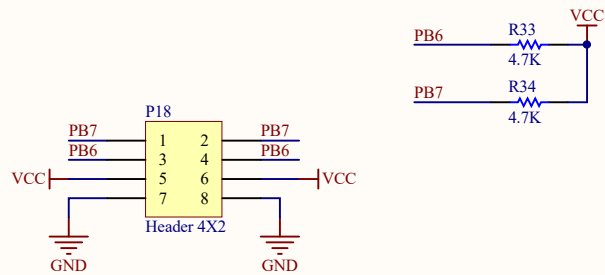 VCC
PB6
R33
4.7K
PB7
R34
4.7K
P18
PB7 1 2 PB7
PB6 3 4 PB6
VCC 5 6 VCC
7 8
Header 4X2
GND GND